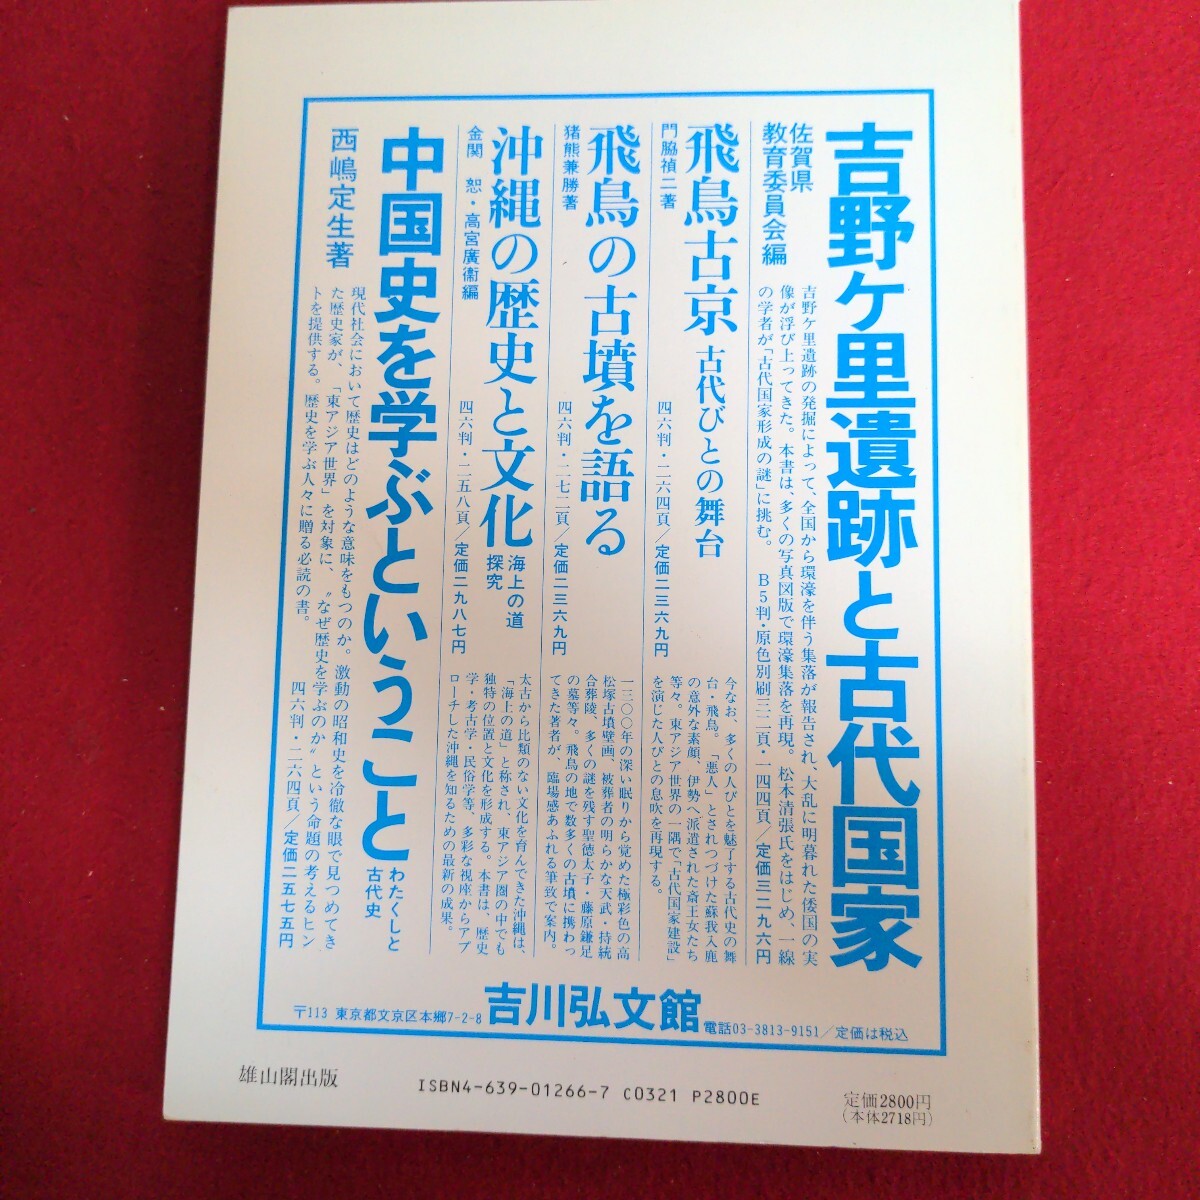 吉野ケ里遺跡と古代国家
佐賀県
教育委員会編
吉野ケ里遺跡の発掘によって、全国から環濠を伴う集落が報告され、大乱に明暮れた倭国の実
像が浮び上ってきた。本書は、多くの写真図版で環濠集落を再現。松本清張氏をはじめ、一線
の学者が「古代国家形成の謎」に挑む。 B5判・原色別刷三二頁・一四四頁/定価三二九六円
飛鳥古京 古代びとの舞台
門脇禎二著
四六判・二六四頁/定価二三六九円
今なお、多くの人びとを魅了する古代史の舞
台・飛鳥。「悪人」とされつづけた蘇我入鹿
の意外な素顔、伊勢へ派遣された斎王女たち
等々。東アジア世界の一隅で「古代国家建設」
を演じた人びとの息吹を再現する。
飛鳥の古墳を語る
猪熊兼勝著
四六判・二七二頁/定価二三六九円
一三〇〇年の深い眠りから覚めた極彩色の高
松塚古墳壁画、被葬者の明らかな天武・持統
合葬陵、多くの謎を残す聖徳太子・藤原鎌足
の墓等々。飛鳥の地で数多くの古墳に携わっ
てきた著者が、臨場感あふれる筆致で案内。
沖縄の歴史と文化
海上の道
探究
金関 恕・高宮廣衞編
四六判・二五八頁/定価二九八七円
太古から比類のない文化を育んできた沖縄は、
「海上の道」と称され、東アジア圏の中でも
独特の位置と文化を形成する。本書は、歴史
学・考古学・民俗学等、多彩な視座からアプ
ローチした沖縄を知るための最新の成果。
中国史を学ぶということ
わたくしと
古代史
西嶋定生著
現代社会において歴史はどのような意味をもつのか。激動の昭和史を冷徹な眼で見つめてき
た歴史家が、「東アジア世界」を対象に、〝なぜ歴史を学ぶのか〟という命題の考えるヒン
トを提供する。歴史を学ぶ人々に贈る必読の書。 四六判・二六四頁/定価二五七五円
〒113 東京都文京区本郷7-2-8 吉川弘文館 電話03-3813-9151/定価は税込
雄山閣出版
ISBN4-639-01266-7 C0321 P2800E
定価2800円
(本体2718円)